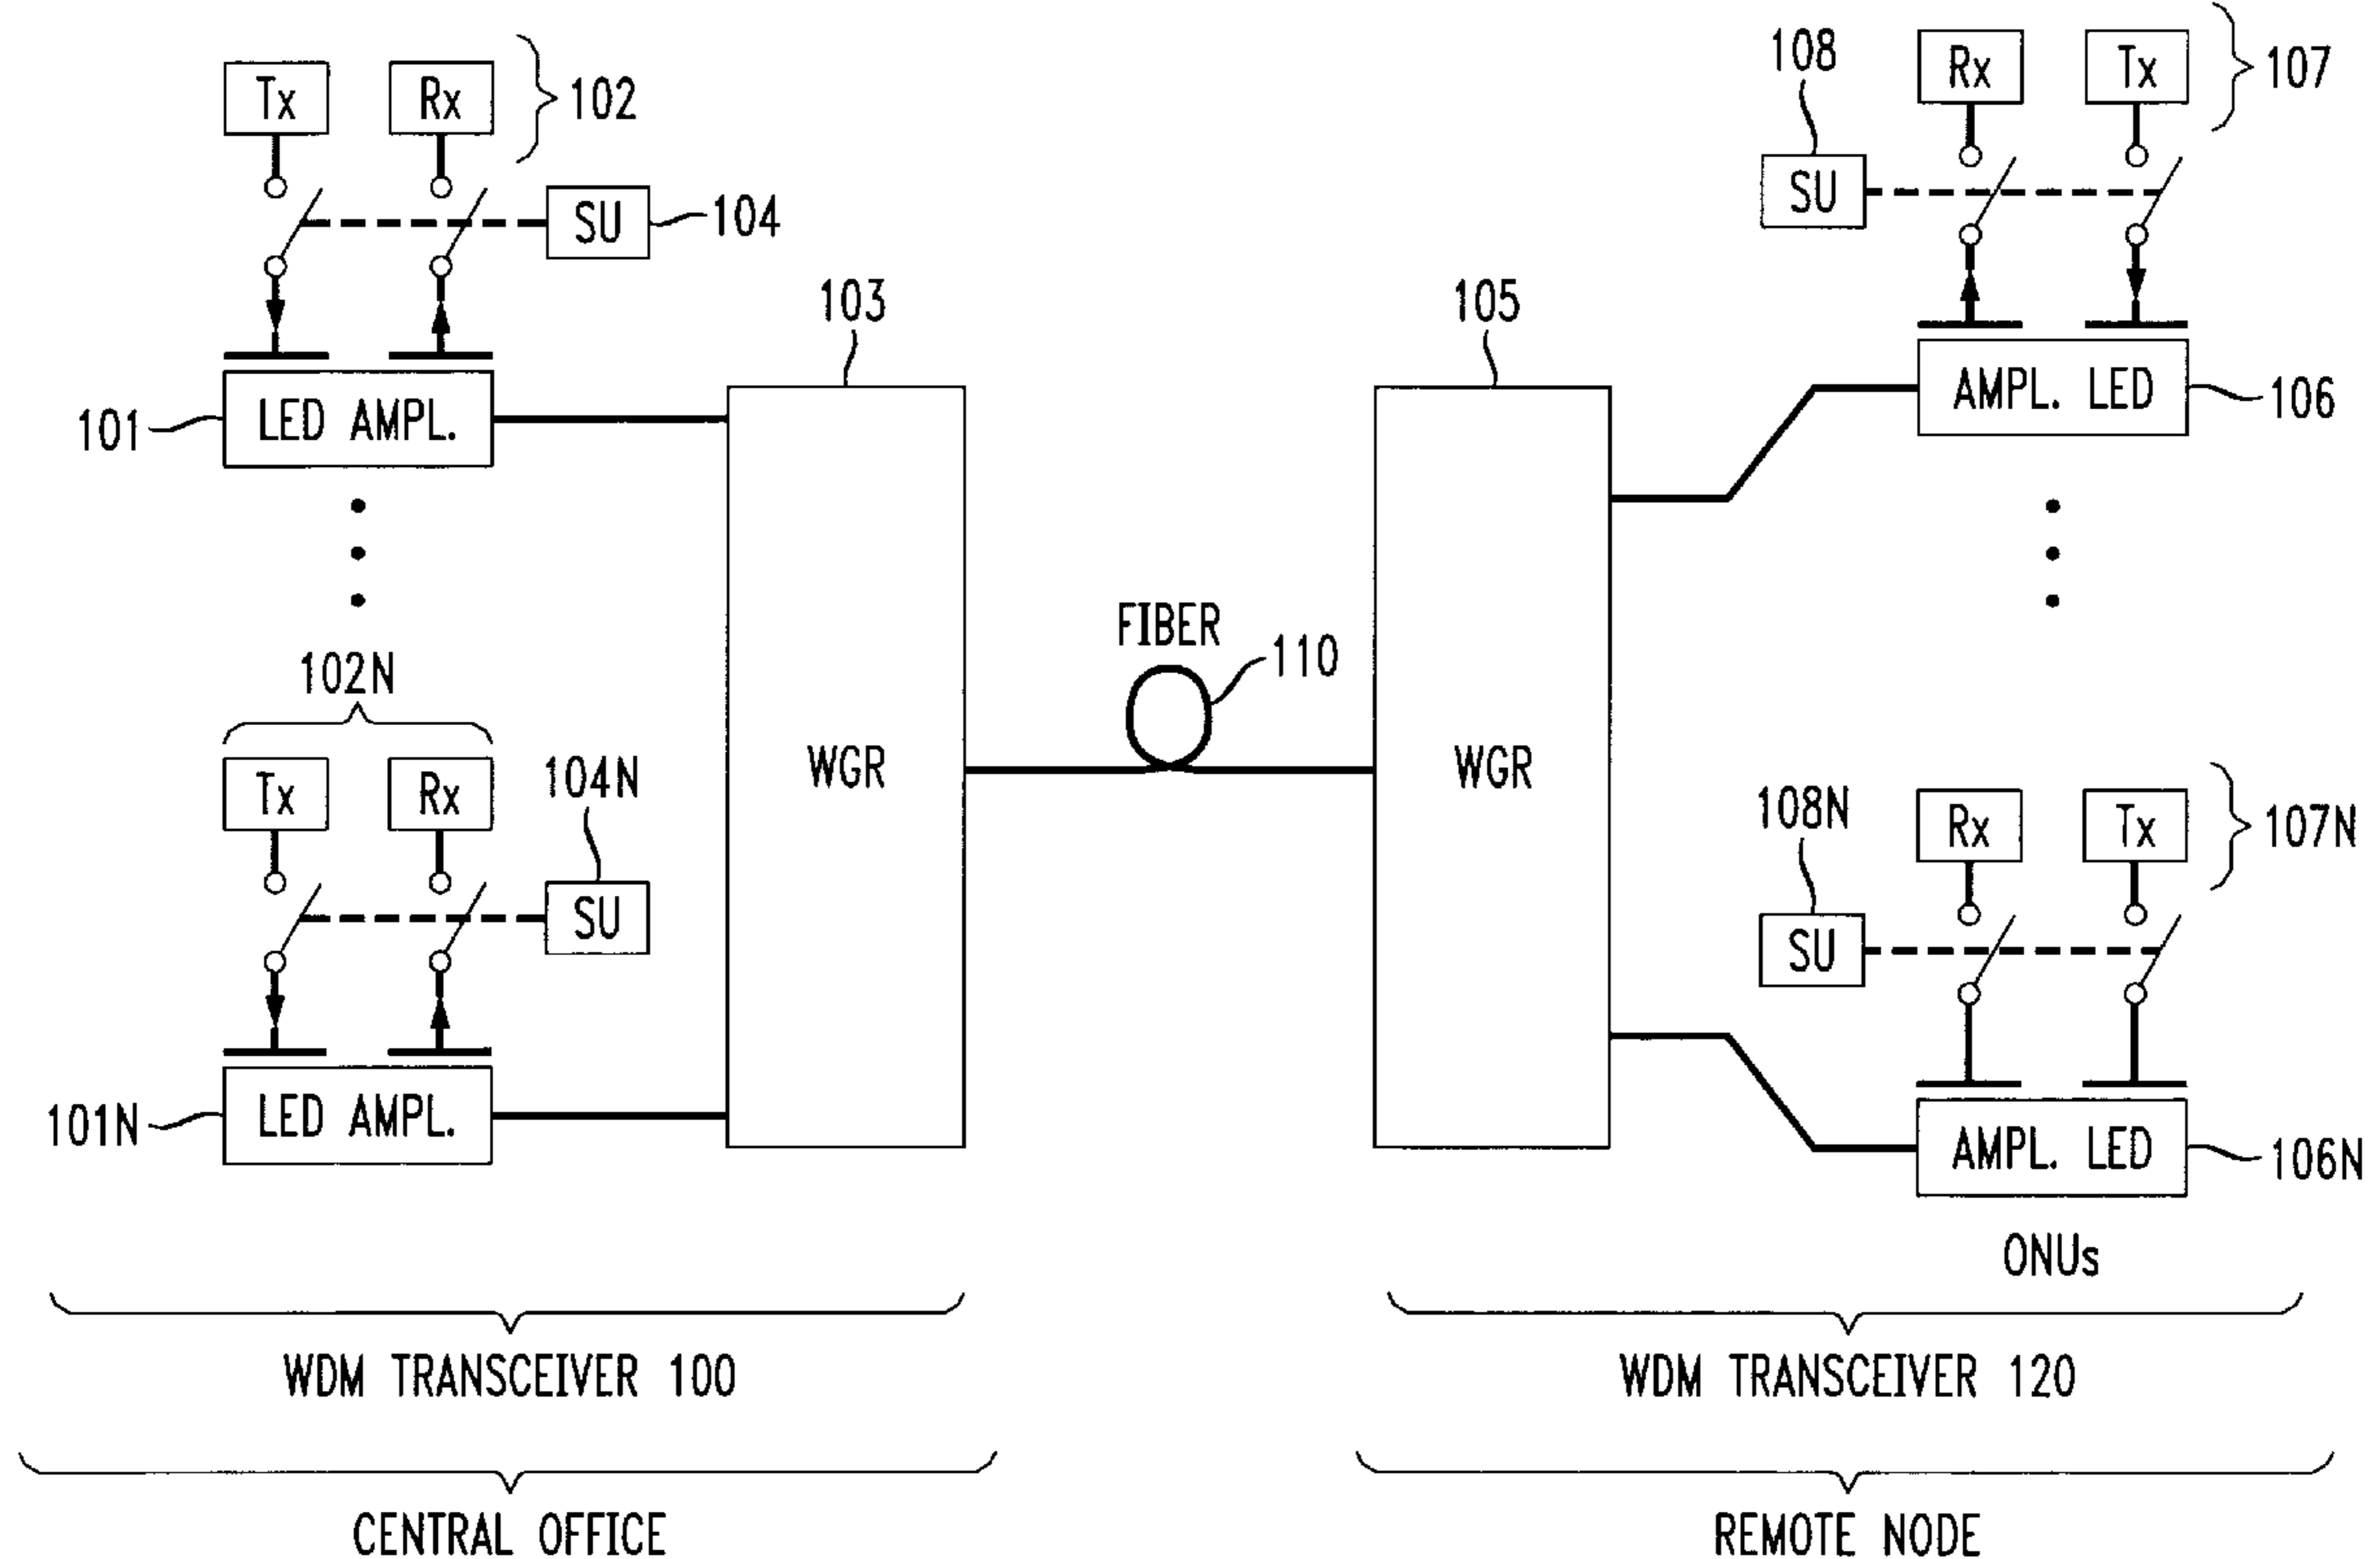 Tx
Rx
102
SU
104
101
LED AMPL.
103
102N
Tx
Rx
104N
SU
101N
LED AMPL.
WGR
FIBER
110
105
WGR
108
Rx
Tx
107
SU
AMPL. LED
106
108N
Rx
Tx
107N
SU
AMPL. LED
106N
ONUs
WDM TRANSCEIVER 100
WDM TRANSCEIVER 120
CENTRAL OFFICE
REMOTE NODE